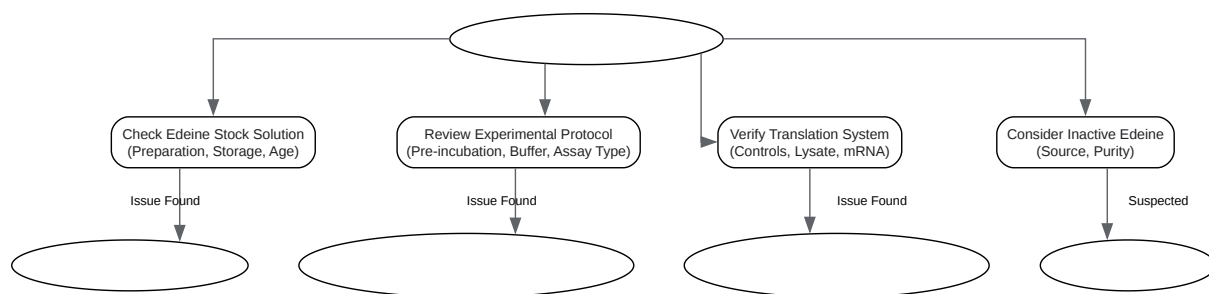 Check Edeine Stock Solution
(Preparation, Storage, Age)
Review Experimental Protocol
(Pre-incubation, Buffer, Assay Type)
Verify Translation System
(Controls, Lysate, mRNA)
Consider Inactive Edeine
(Source, Purity)
Issue Found
Issue Found
Issue Found
Suspected